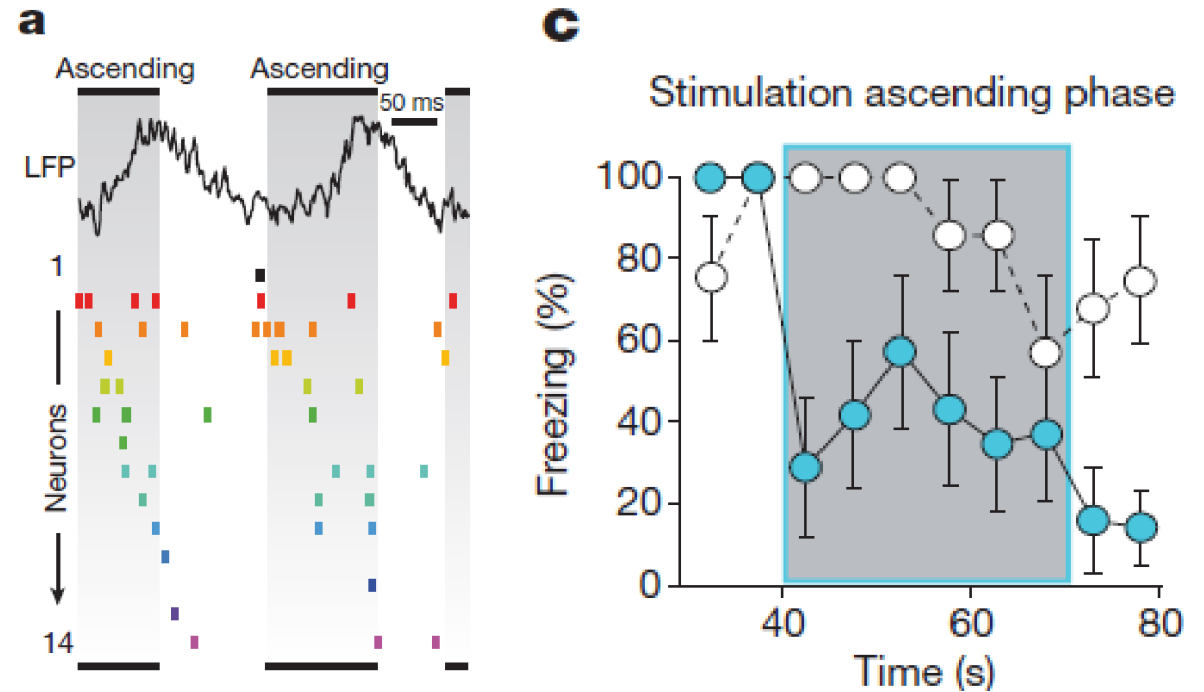 a
Ascending
Ascending
50 ms
LFP
1
Neurons
14
c
Stimulation ascending phase
100
80
60
40
20
0
Freezing (%)
40
60
80
Time (s)